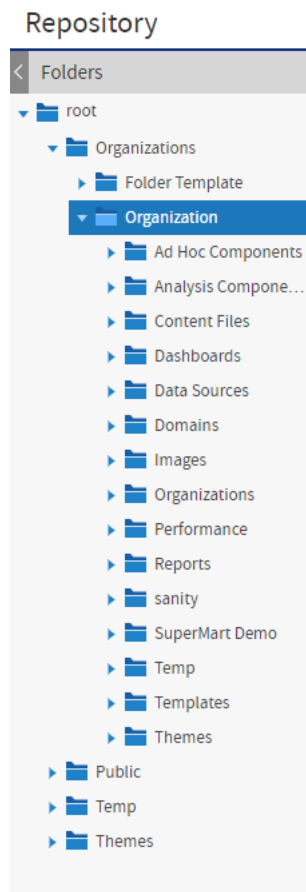 Repository
Folders
root
Organizations
Folder Template
Organization
Ad Hoc Components
Analysis Compone...
Content Files
Dashboards
Data Sources
Domains
Images
Organizations
Performance
Reports
sanity
SuperMart Demo
Temp
Templates
Themes
Public
Temp
Themes